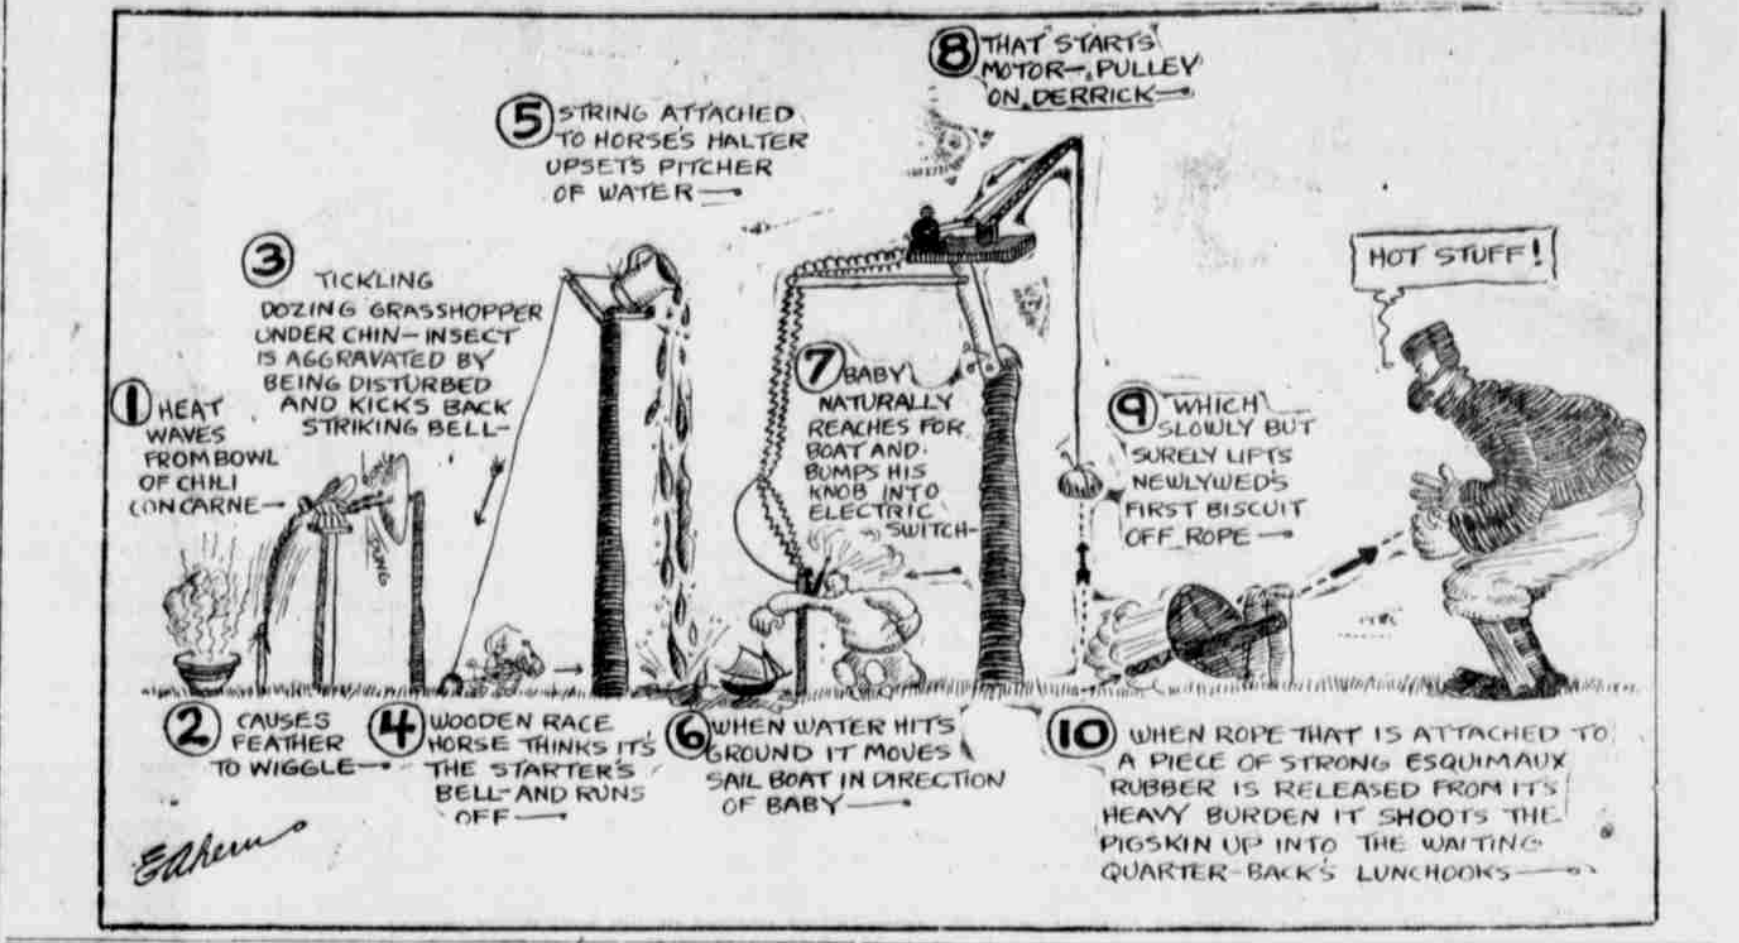 1 HEAT
WAVES
FROM BOWL
OF CHILI
CON CARNE—
2 CAUSES
FEATHER
TO WIGGLE—
3 TICKLING
DOZING GRASSHOPPER
UNDER CHIN—INSECT
IS AGGRAVATED BY
BEING DISTURBED
AND KICKS BACK
STRIKING BELL—
4 WOODEN RACE
HORSE THINKS IT'S
THE STARTER'S
BELL—AND RUNS
OFF—
5 STRING ATTACHED
TO HORSE'S HALTER
UPSETS PITCHER
OF WATER—
6 WHEN WATER HITS
GROUND IT MOVES
SAIL BOAT IN DIRECTION
OF BABY—
7 BABY
NATURALLY
REACHES FOR
BOAT AND
BUMPS HIS
KNOB INTO
ELECTRIC
SWITCH—
8 THAT STARTS
MOTOR—PULLEY
ON DERRICK—
9 WHICH
SLOWLY BUT
SURELY LIFTS
NEWLYWED'S
FIRST BISCUIT
OFF ROPE—
10 WHEN ROPE THAT IS ATTACHED TO
A PIECE OF STRONG ESQUIMAUX
RUBBER IS RELEASED FROM IT'S
HEAVY BURDEN IT SHOOTS THE
PIGSKIN UP INTO THE WAITING
QUARTER-BACK'S LUNCHOOKS—
HOT STUFF!
EAhern